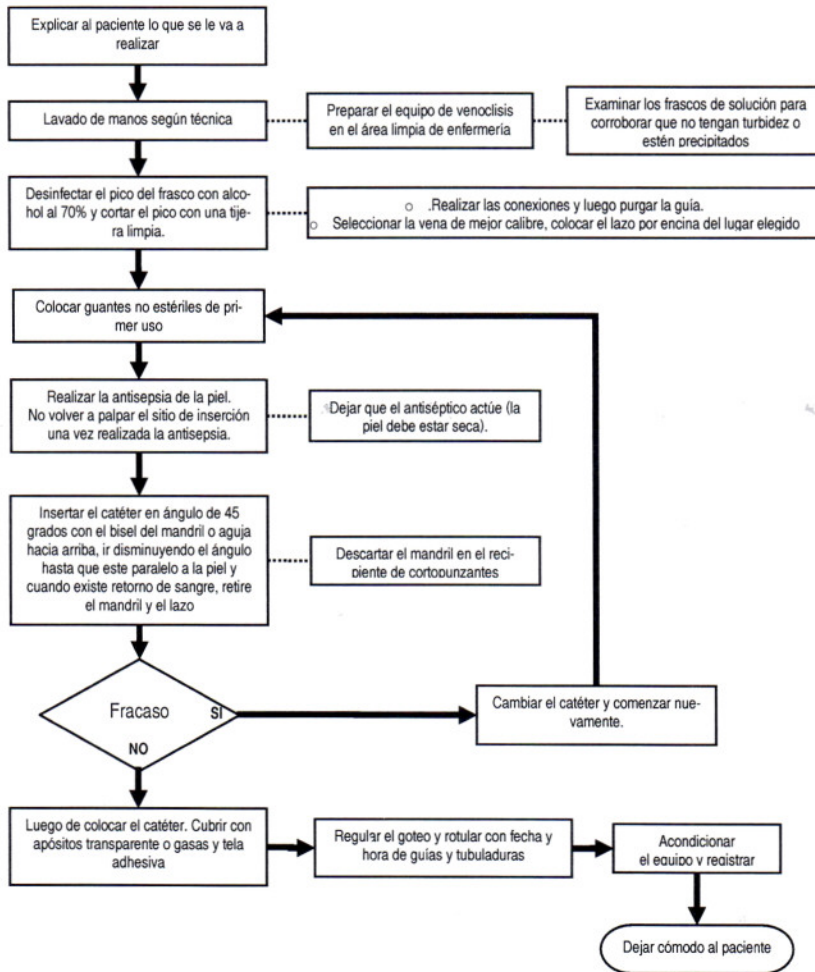 Explicar al paciente lo que se le va a
realizar
Lavado de manos según técnica
Preparar el equipo de venoclisis
en el área limpia de enfermería
Examinar los frascos de solución para
corroborar que no tengan turbidez o
estén precipitados
Desinfectar el pico del frasco con alco-
hol al 70% y cortar el pico con una tije-
ra limpia.
○ .Realizar las conexiones y luego purgar la guía.
○ Seleccionar la vena de mejor calibre, colocar el lazo por encina del lugar elegido
Colocar guantes no estériles de pri-
mer uso
Realizar la antisepsia de la piel.
No volver a palpar el sitio de inserción
una vez realizada la antisepsia.
Dejar que el antiséptico actúe (la
piel debe estar seca).
Insertar el catéter en ángulo de 45
grados con el bisel del mandril o aguja
hacia arriba, ir disminuyendo el ángulo
hasta que este paralelo a la piel y
cuando existe retorno de sangre, retire
el mandril y el lazo
Descartar el mandril en el reci-
piente de cortopunzantes
Fracaso
SI
NO
Cambiar el catéter y comenzar nue-
vamente.
Luego de colocar el catéter. Cubrir con
apósitos transparente o gasas y tela
adhesiva
Regular el goteo y rotular con fecha y
hora de guías y tubuladuras
Acondicionar
el equipo y registrar
Dejar cómodo al paciente